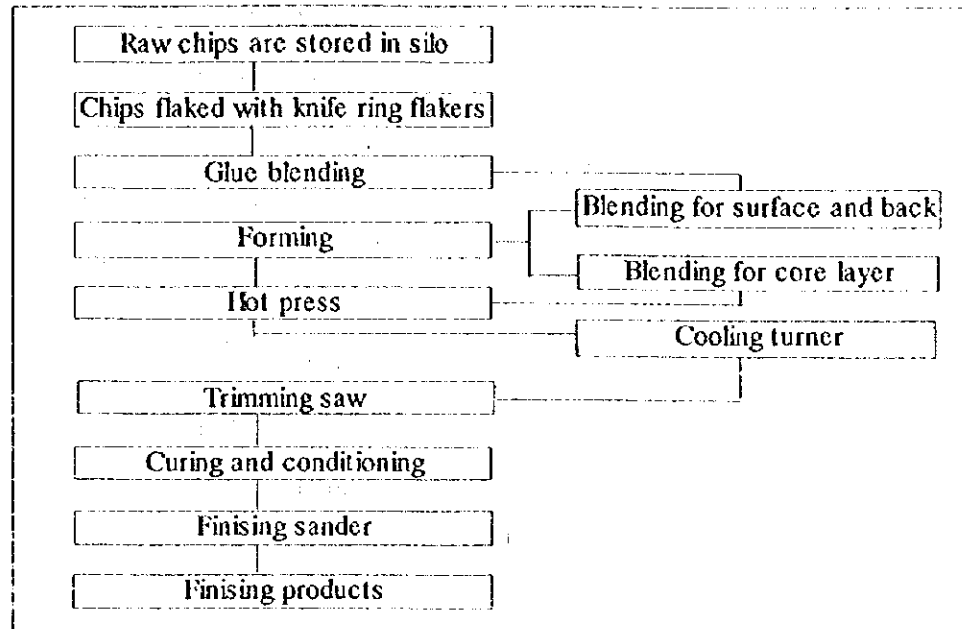 Raw chips are stored in silo
Chips flaked with knife ring flakers
Glue blending
Blending for surface and back
Forming
Blending for core layer
Hot press
Cooling turner
Trimming saw
Curing and conditioning
Finising sander
Finising products